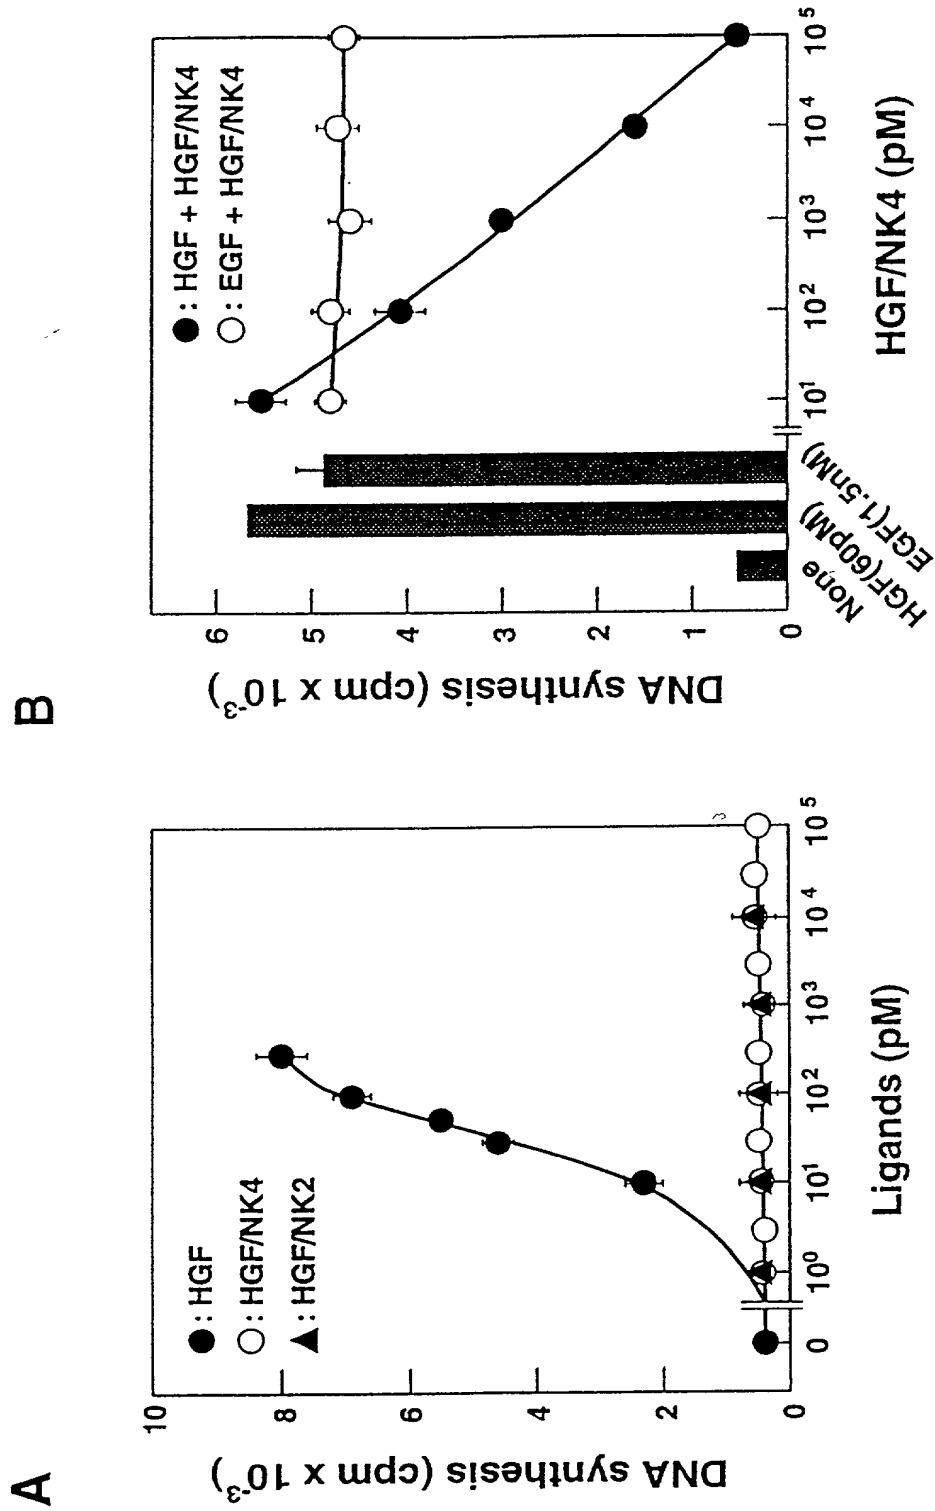 A
DNA synthesis (cpm x 10⁻³)
10
8
6
4
2
0
●: HGF
○: HGF/NK4
▲: HGF/NK2
0 10⁰ 10¹ 10² 10³ 10⁴ 10⁵
Ligands (pM)
B
DNA synthesis (cpm x 10⁻³)
6
5
4
3
2
1
0
●: HGF + HGF/NK4
○: EGF + HGF/NK4
None
HGF(60pM)
EGF(1.5nM)
10¹ 10² 10³ 10⁴ 10⁵
HGF/NK4 (pM)